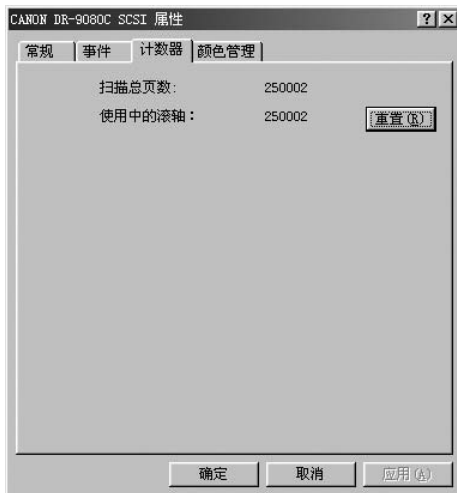 CANON DR-9080C SCSI 属性
常规 事件 计数器 颜色管理
扫描总页数: 250002
使用中的滚轴： 250002 重置(R)
确定 取消 应用(A)